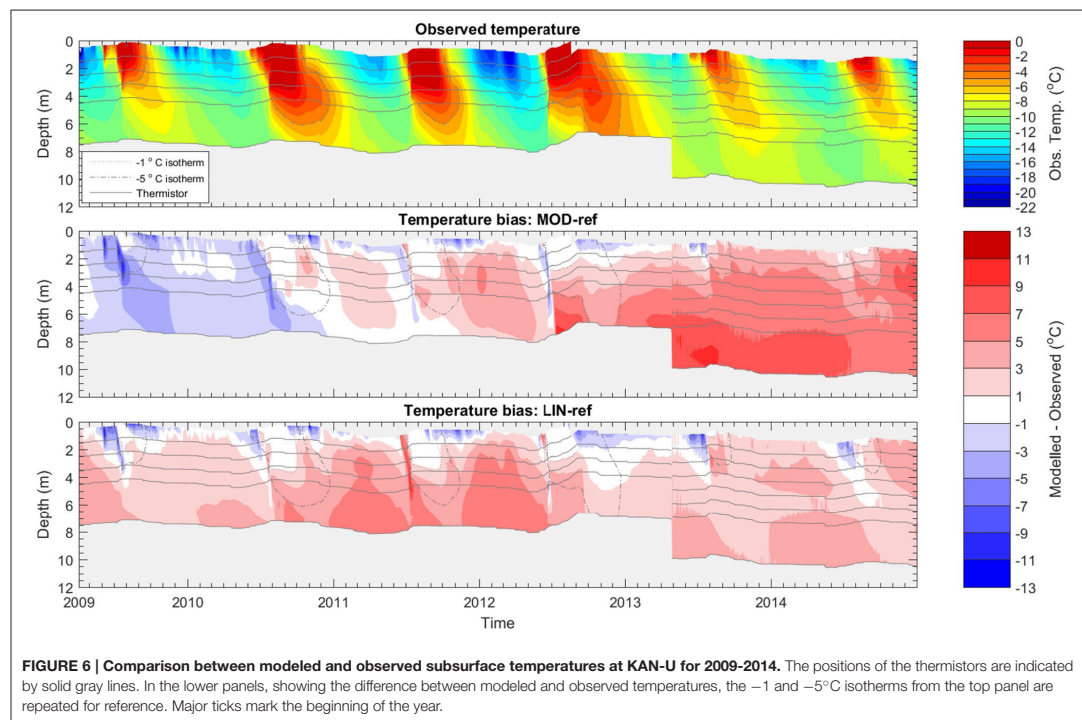 Observed temperature
0
2
4
6
8
10
12
Depth (m)
-1 ° C isotherm
-5 ° C isotherm
Thermistor
0
-2
-4
-6
-8
-10
-12
-14
-16
-18
-20
-22
Obs. Temp. (°C)
Temperature bias: MOD-ref
0
2
4
6
8
10
12
Depth (m)
Temperature bias: LIN-ref
0
2
4
6
8
10
12
Depth (m)
13
11
9
7
5
3
1
-1
-3
-5
-7
-9
-11
-13
Modelled - Observed (°C)
2009 2010 2011 2012 2013 2014
Time
FIGURE 6 | Comparison between modeled and observed subsurface temperatures at KAN-U for 2009-2014. The positions of the thermistors are indicated
by solid gray lines. In the lower panels, showing the difference between modeled and observed temperatures, the −1 and −5°C isotherms from the top panel are
repeated for reference. Major ticks mark the beginning of the year.